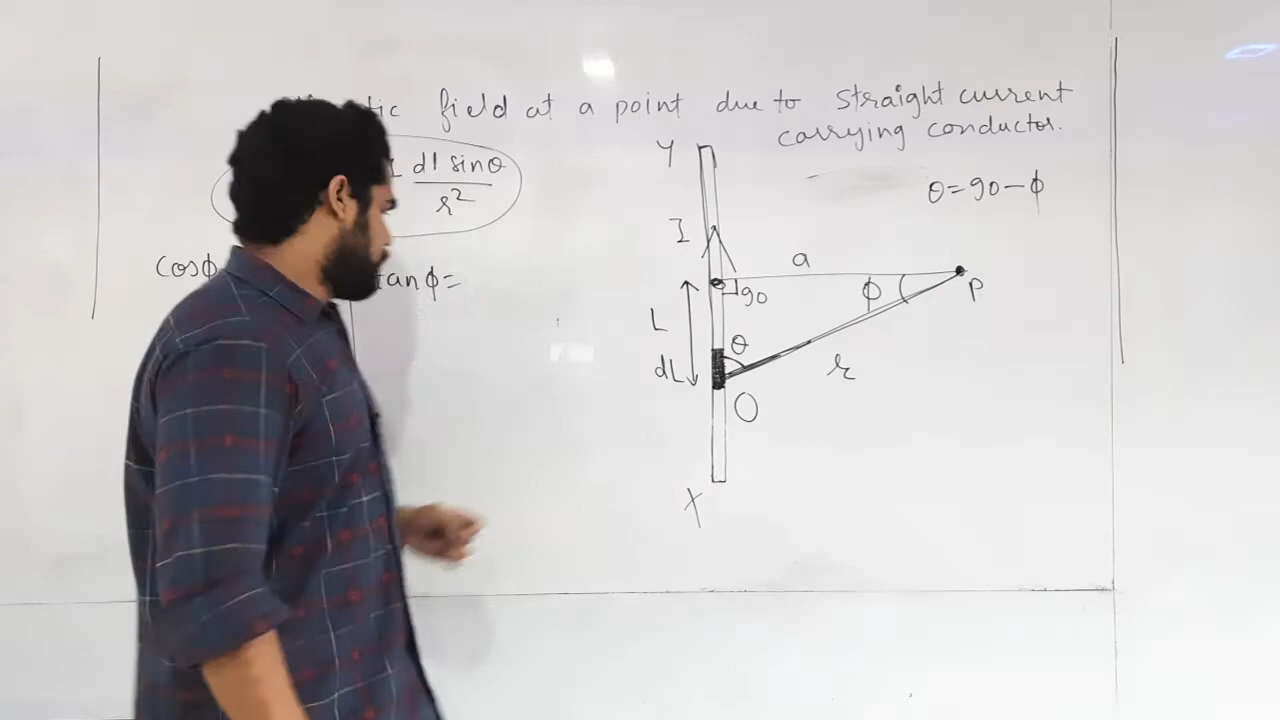 field at a point due to straight current
carrying conductor.
I dl sinθ
r²
θ=90-ϕ
cosϕ
tanϕ=
Y
I
a
90
ϕ
P
L
θ
dL
r
O
X